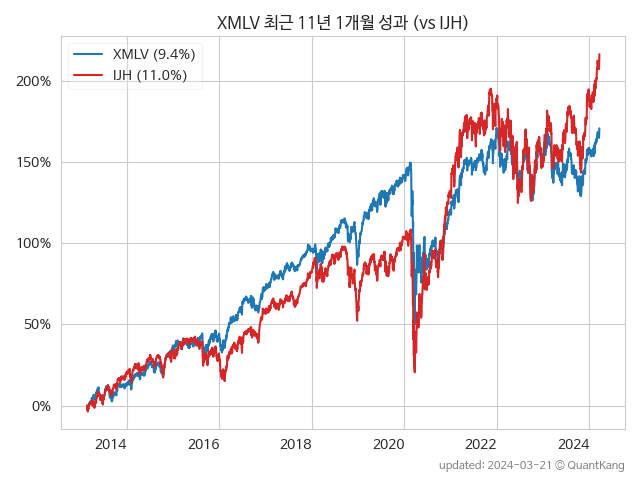 XMLV 최근 11년 1개월 성과 (vs IJH)
XMLV (9.4%)
IJH (11.0%)
200%
150%
100%
50%
0%
2014 2016 2018 2020 2022 2024
updated: 2024-03-21 © QuantKang